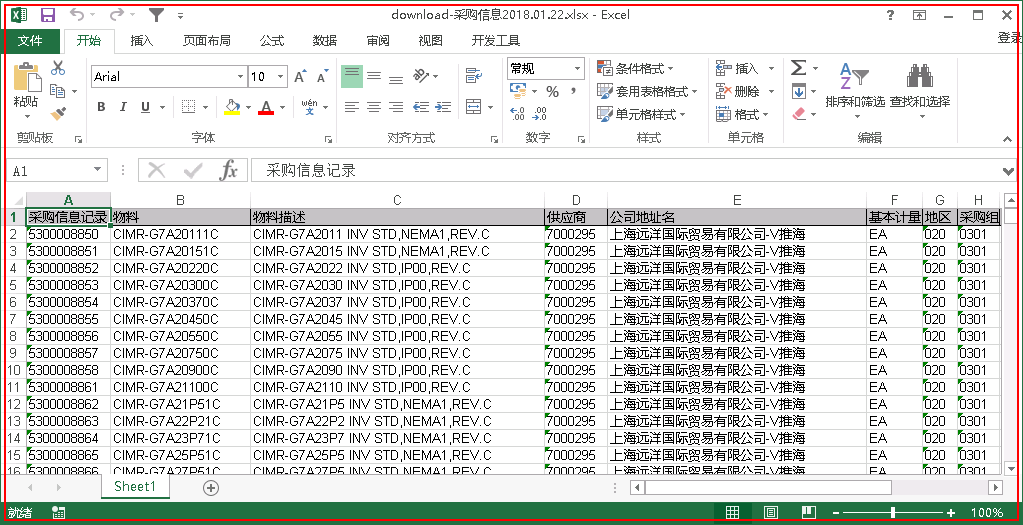 download-采购信息2018.01.22.xlsx - Excel
文件 开始 插入 页面布局 公式 数据 审阅 视图 开发工具 登录
粘贴 Arial 10 A A 常规 条件格式 插入 Σ
B I U A wén 文 % , 套用表格格式 删除 排序和筛选 查找和选择
.00 单元格样式 格式
剪贴板 字体 对齐方式 数字 样式 单元格 编辑
A1 fx 采购信息记录
A B C D E F G H
1 采购信息记录 物料 物料描述 供应商 公司地址名 基本计量 地区 采购组
2 5300008850 CIMR-G7A20111C CIMR-G7A2011 INV STD,NEMA1,REV.C 7000295 上海远洋国际贸易有限公司-V推海 EA 020 0301
3 5300008851 CIMR-G7A20151C CIMR-G7A2015 INV STD,NEMA1,REV.C 7000295 上海远洋国际贸易有限公司-V推海 EA 020 0301
4 5300008852 CIMR-G7A20220C CIMR-G7A2022 INV STD,IP00,REV.C 7000295 上海远洋国际贸易有限公司-V推海 EA 020 0301
5 5300008853 CIMR-G7A20300C CIMR-G7A2030 INV STD,IP00,REV.C 7000295 上海远洋国际贸易有限公司-V推海 EA 020 0301
6 5300008854 CIMR-G7A20370C CIMR-G7A2037 INV STD,IP00,REV.C 7000295 上海远洋国际贸易有限公司-V推海 EA 020 0301
7 5300008855 CIMR-G7A20450C CIMR-G7A2045 INV STD,IP00,REV.C 7000295 上海远洋国际贸易有限公司-V推海 EA 020 0301
8 5300008856 CIMR-G7A20550C CIMR-G7A2055 INV STD,IP00,REV.C 7000295 上海远洋国际贸易有限公司-V推海 EA 020 0301
9 5300008857 CIMR-G7A20750C CIMR-G7A2075 INV STD,IP00,REV.C 7000295 上海远洋国际贸易有限公司-V推海 EA 020 0301
10 5300008858 CIMR-G7A20900C CIMR-G7A2090 INV STD,IP00,REV.C 7000295 上海远洋国际贸易有限公司-V推海 EA 020 0301
11 5300008861 CIMR-G7A21100C CIMR-G7A2110 INV STD,IP00,REV.C 7000295 上海远洋国际贸易有限公司-V推海 EA 020 0301
12 5300008862 CIMR-G7A21P51C CIMR-G7A21P5 INV STD,NEMA1,REV.C 7000295 上海远洋国际贸易有限公司-V推海 EA 020 0301
13 5300008863 CIMR-G7A22P21C CIMR-G7A22P2 INV STD,NEMA1,REV.C 7000295 上海远洋国际贸易有限公司-V推海 EA 020 0301
14 5300008864 CIMR-G7A23P71C CIMR-G7A23P7 INV STD,NEMA1,REV.C 7000295 上海远洋国际贸易有限公司-V推海 EA 020 0301
15 5300008865 CIMR-G7A25P51C CIMR-G7A25P5 INV STD,NEMA1,REV.C 7000295 上海远洋国际贸易有限公司-V推海 EA 020 0301
16 5300008866 CIMR-G7A27P51C CIMR-G7A27P5 INV STD,NEMA1,REV.C 7000295 上海远洋国际贸易有限公司-V推海 EA 020 0301
Sheet1
就绪 100%